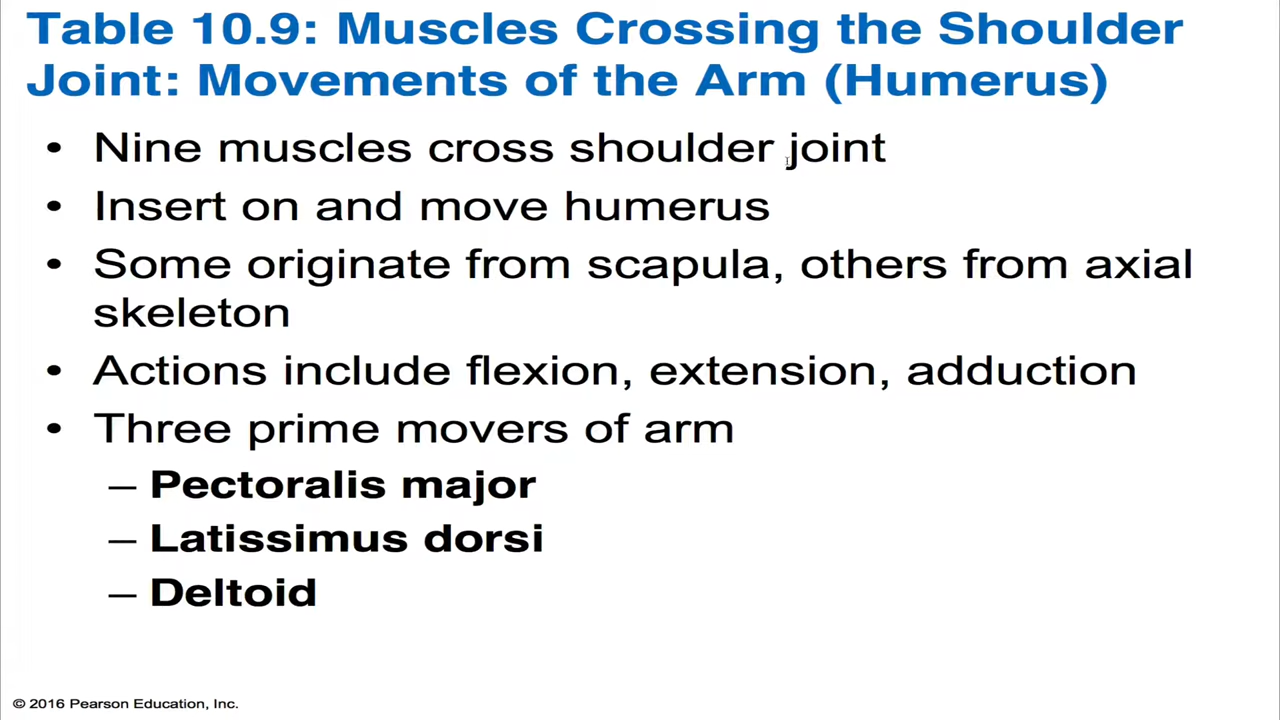 Table 10.9: Muscles Crossing the Shoulder
Joint: Movements of the Arm (Humerus)
• Nine muscles cross shoulder joint
• Insert on and move humerus
• Some originate from scapula, others from axial
skeleton
• Actions include flexion, extension, adduction
• Three prime movers of arm
– Pectoralis major
– Latissimus dorsi
– Deltoid
© 2016 Pearson Education, Inc.